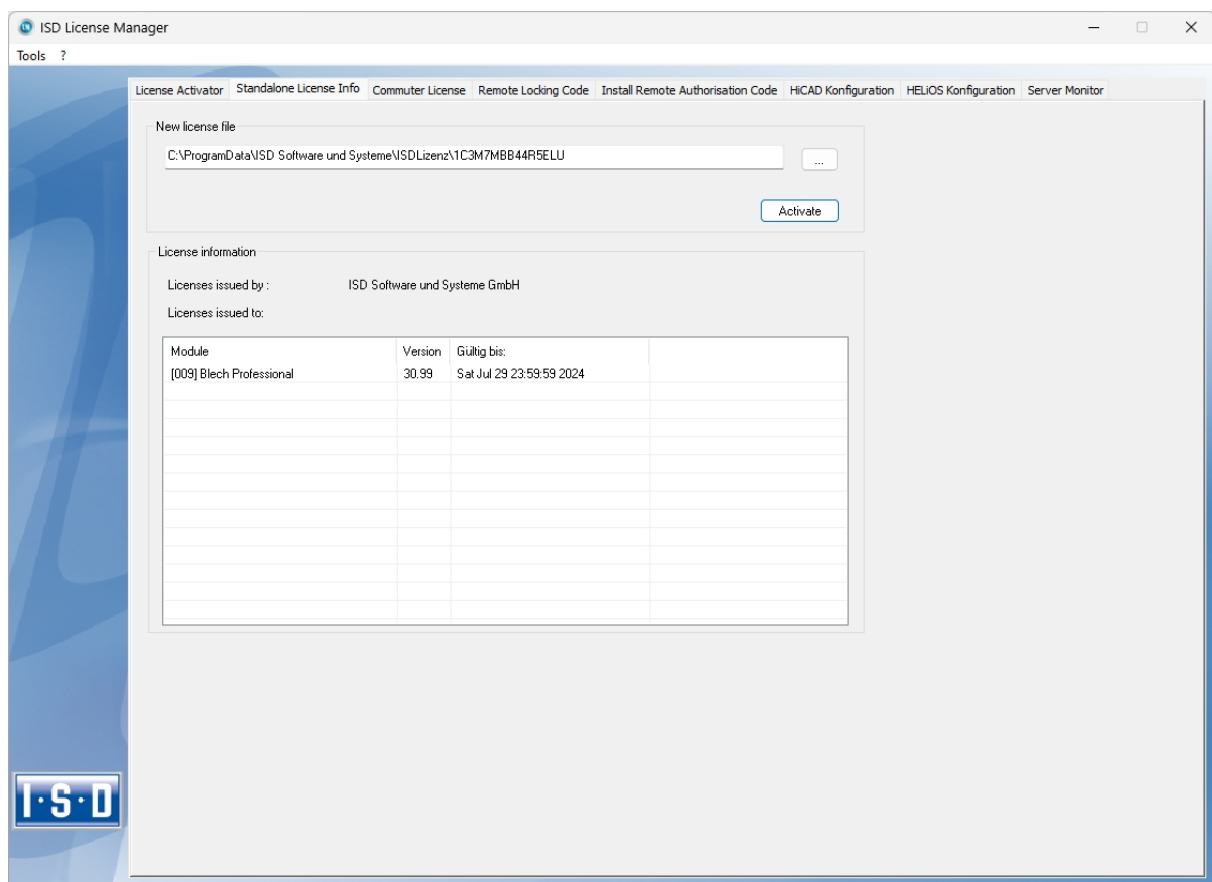 ISD License Manager
Tools ?
License Activator Standalone License Info Commuter License Remote Locking Code Install Remote Authorisation Code HiCAD Konfiguration HELiOS Konfiguration Server Monitor
New license file
C:\ProgramData\ISD Software und Systeme\ISDLizenz\1C3M7MBB44R5ELU
...
Activate
License information
Licenses issued by : ISD Software und Systeme GmbH
Licenses issued to:
Module Version Gültig bis:
[009] Blech Professional 30.99 Sat Jul 29 23:59:59 2024
I·S·D